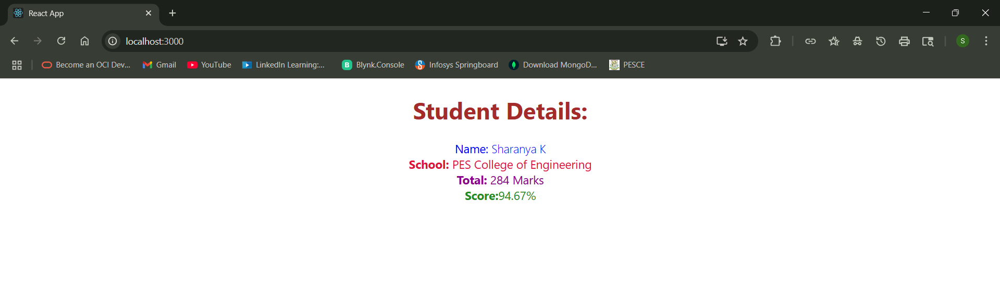 React App
localhost:3000
S
Become an OCI Dev... Gmail YouTube LinkedIn Learning:... B Blynk.Console Infosys Springboard Download MongoD... PESCE
Student Details:
Name: Sharanya K
School: PES College of Engineering
Total: 284 Marks
Score:94.67%